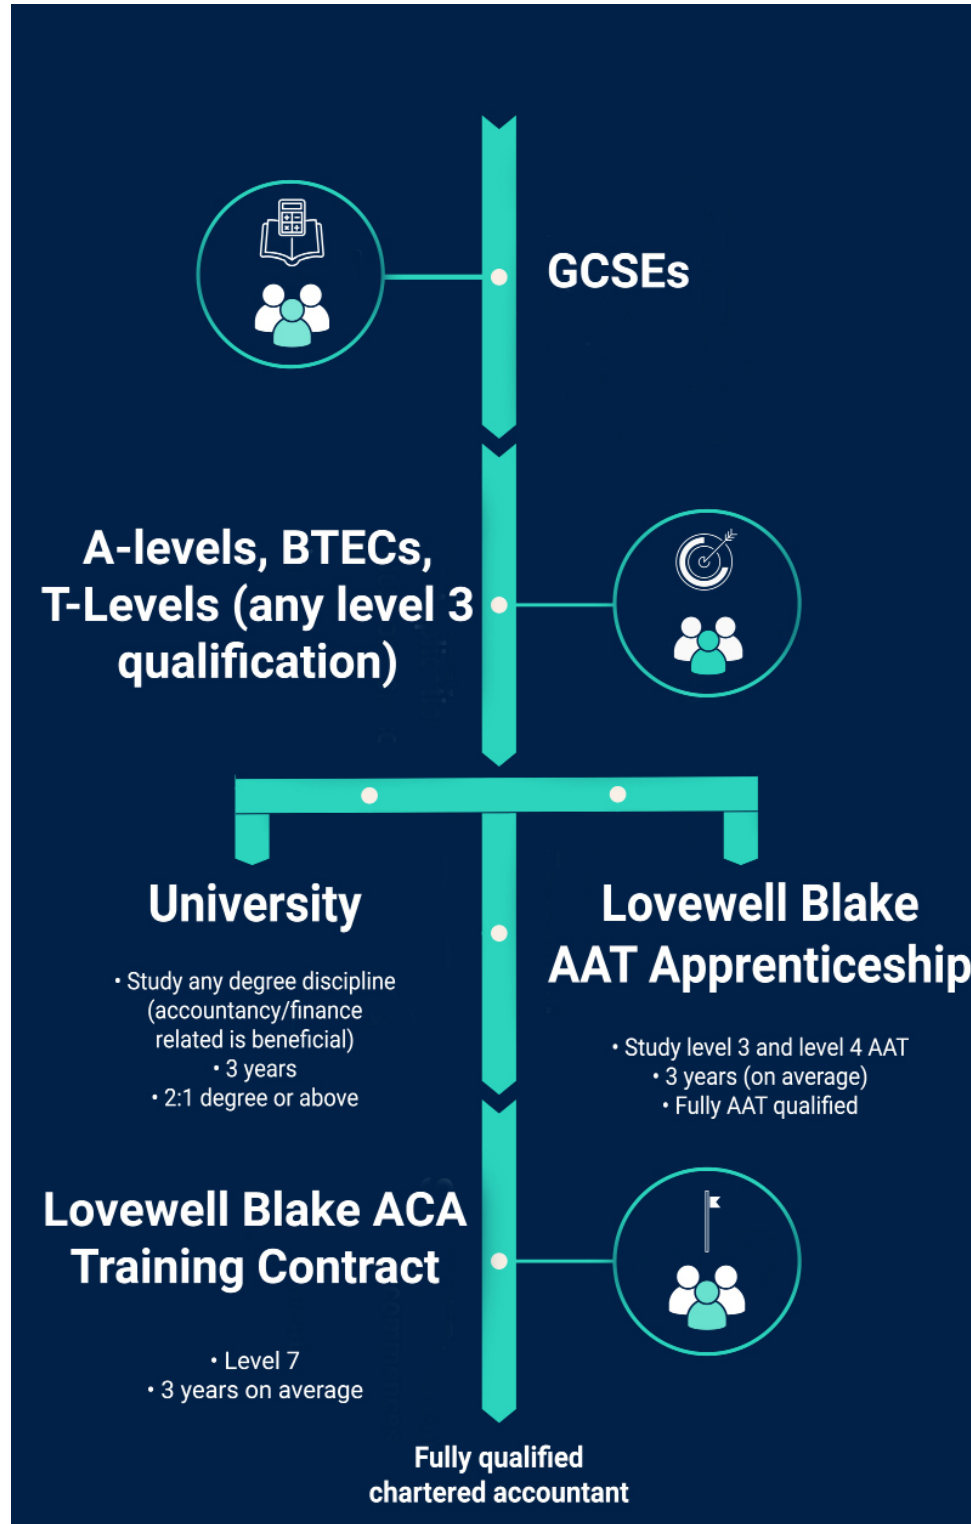 GCSEs
A-levels, BTECs,
T-Levels (any level 3
qualification)
University
• Study any degree discipline
(accountancy/finance
related is beneficial)
• 3 years
• 2:1 degree or above
Lovewell Blake
AAT Apprenticeship
• Study level 3 and level 4 AAT
• 3 years (on average)
• Fully AAT qualified
Lovewell Blake ACA
Training Contract
• Level 7
• 3 years on average
Fully qualified
chartered accountant